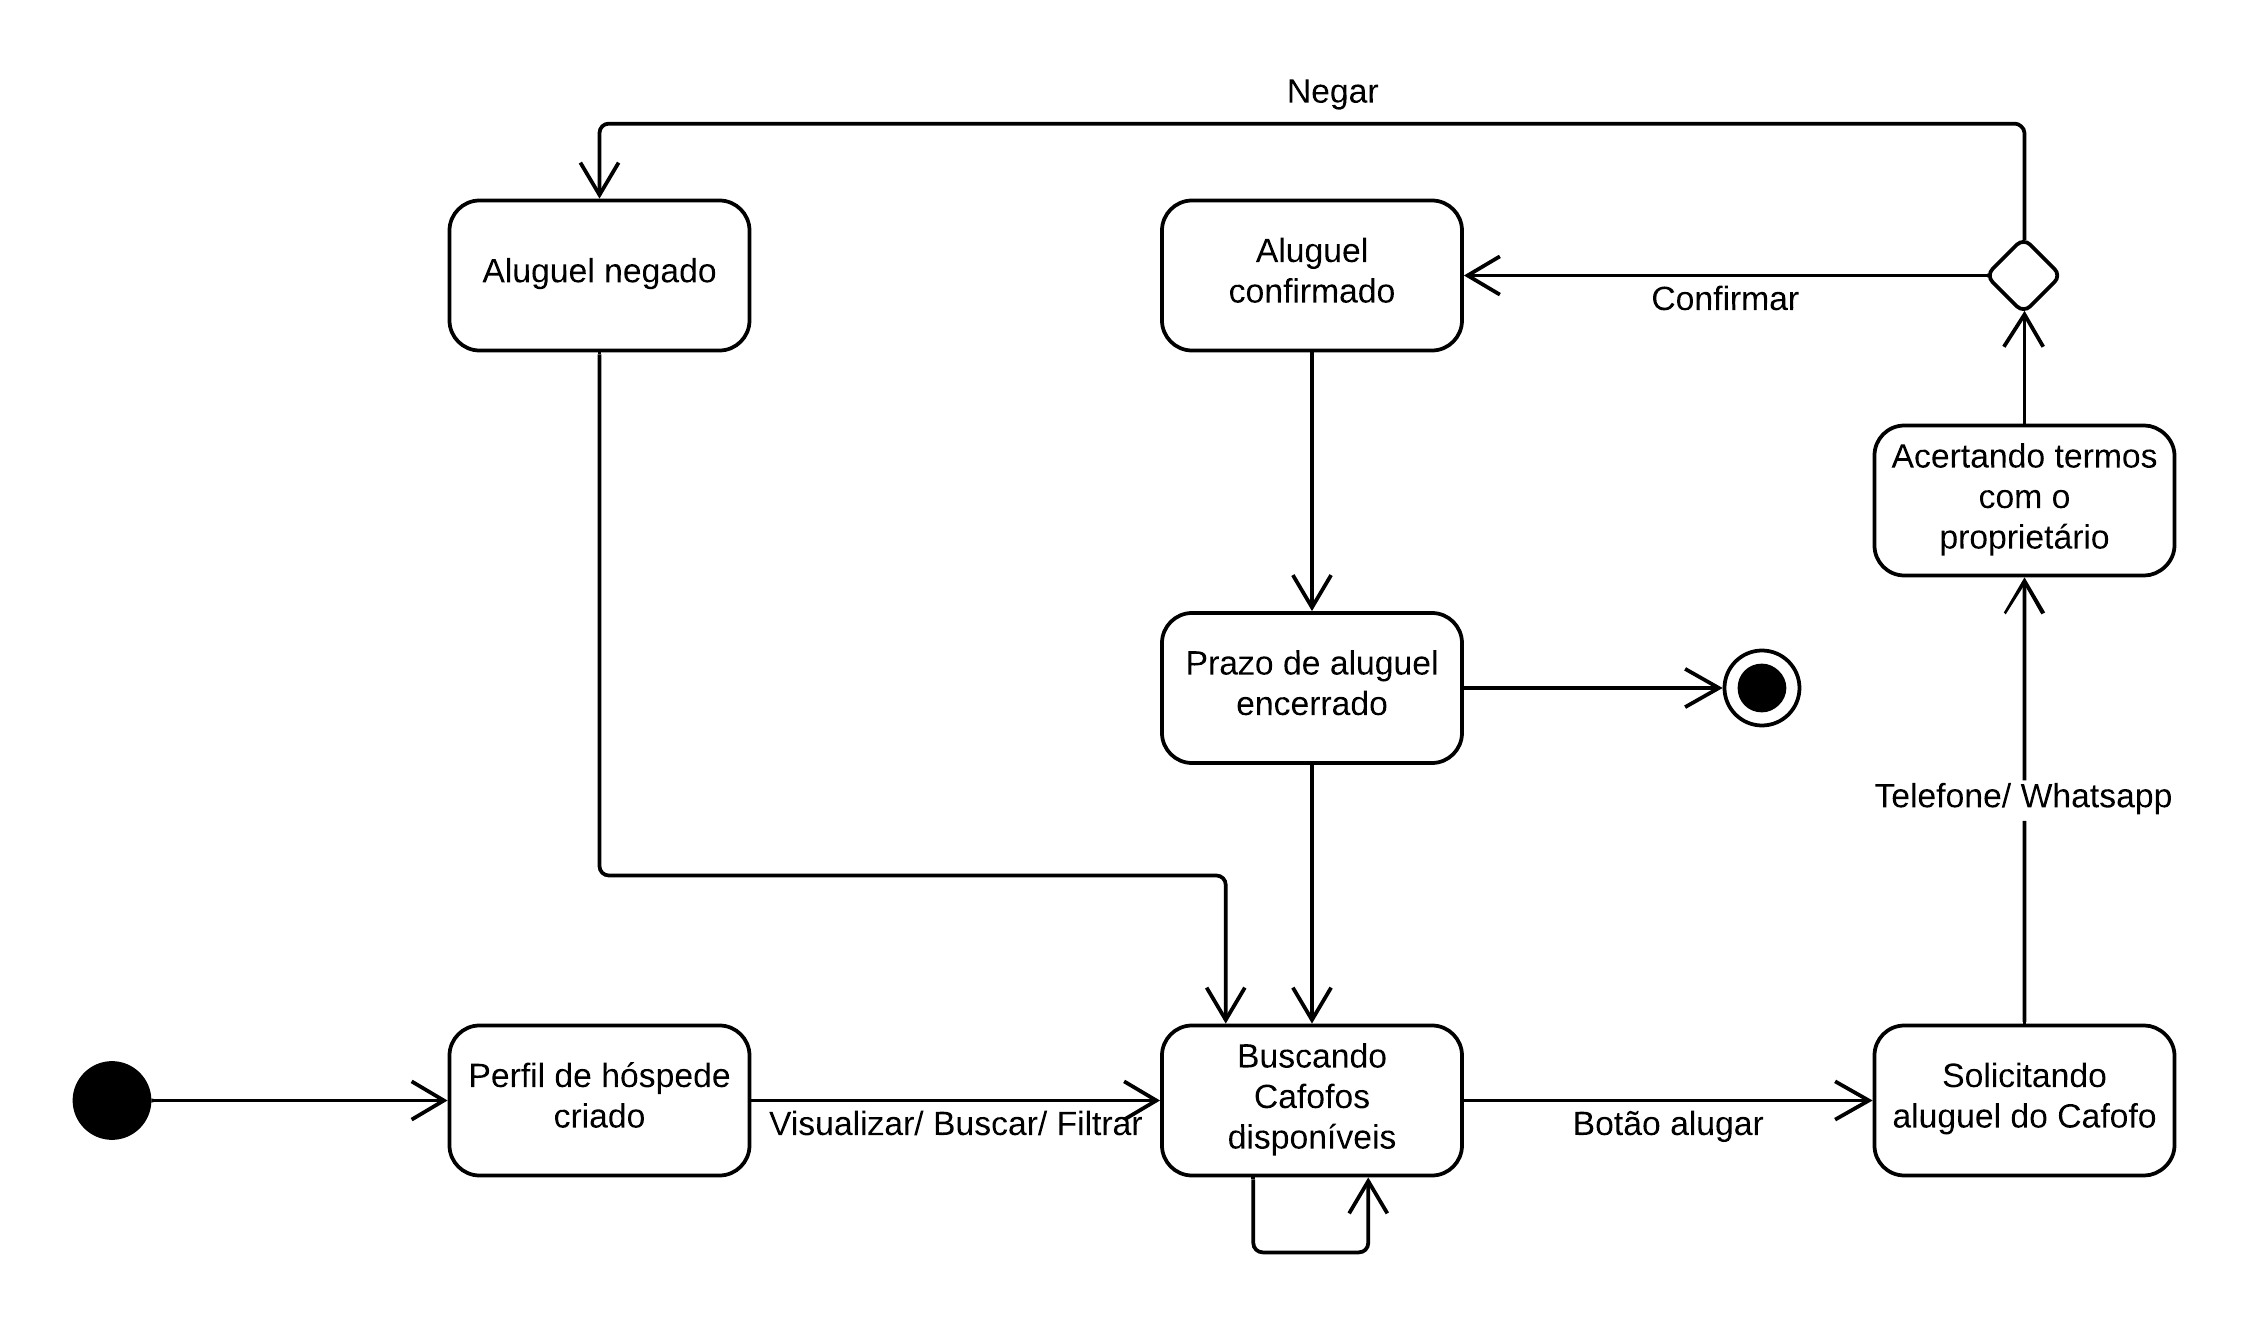 Negar
Aluguel negado
Aluguel
confirmado
Confirmar
Acertando termos
com o
proprietário
Prazo de aluguel
encerrado
Telefone/ Whatsapp
Perfil de hóspede
criado
Visualizar/ Buscar/ Filtrar
Buscando
Cafofos
disponíveis
Botão alugar
Solicitando
aluguel do Cafofo